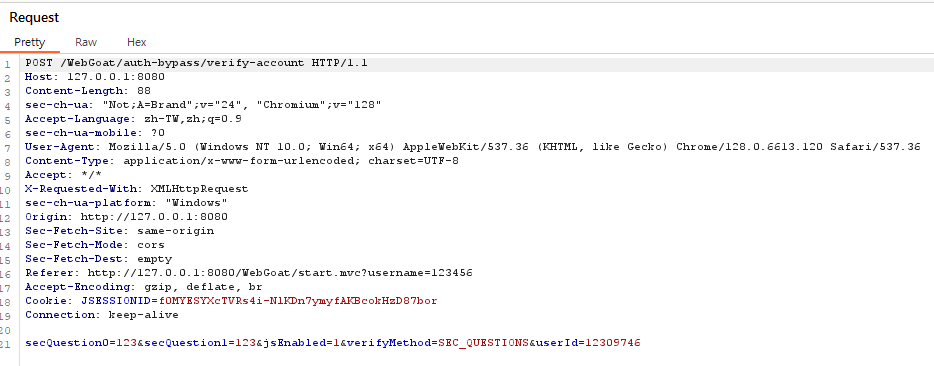 Request
Pretty Raw Hex
1 POST /WebGoat/auth-bypass/verify-account HTTP/1.1
2 Host: 127.0.0.1:8080
3 Content-Length: 88
4 sec-ch-ua: "Not;A=Brand";v="24", "Chromium";v="128"
5 Accept-Language: zh-TW,zh;q=0.9
6 sec-ch-ua-mobile: ?0
7 User-Agent: Mozilla/5.0 (Windows NT 10.0; Win64; x64) AppleWebKit/537.36 (KHTML, like Gecko) Chrome/128.0.6613.120 Safari/537.36
8 Content-Type: application/x-www-form-urlencoded; charset=UTF-8
9 Accept: */*
10 X-Requested-With: XMLHttpRequest
11 sec-ch-ua-platform: "Windows"
12 Origin: http://127.0.0.1:8080
13 Sec-Fetch-Site: same-origin
14 Sec-Fetch-Mode: cors
15 Sec-Fetch-Dest: empty
16 Referer: http://127.0.0.1:8080/WebGoat/start.mvc?username=123456
17 Accept-Encoding: gzip, deflate, br
18 Cookie: JSESSIONID=f0MYESYXcTVRs4i-NlKDn7ymyfAKBcokHzD87bor
19 Connection: keep-alive
20
21 secQuestion0=123&secQuestion1=123&jsEnabled=1&verifyMethod=SEC_QUESTIONS&userId=12309746